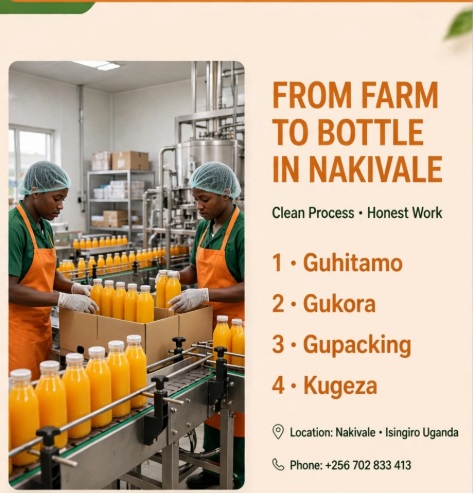 FROM FARM
TO BOTTLE
IN NAKIVALE
Clean Process • Honest Work
1 • Guhitamo
2 • Gukora
3 • Gupacking
4 • Kugeza
Location: Nakivale • Isingiro Uganda
Phone: +256 702 833 413